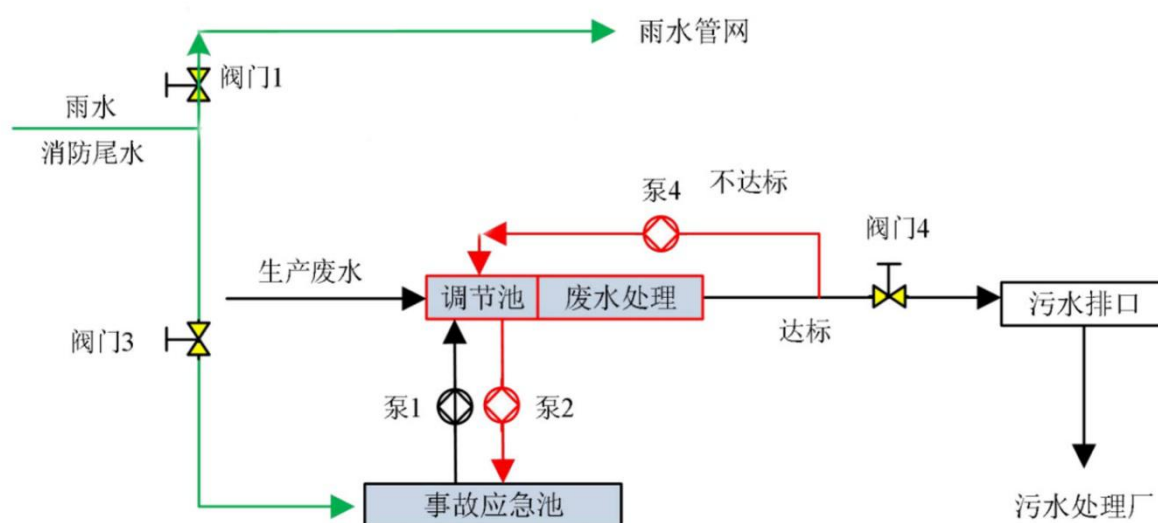 雨水管网
阀门1
雨水
消防尾水
泵4
不达标
阀门4
生产废水
调节池
废水处理
污水排口
达标
阀门3
泵1
泵2
事故应急池
污水处理厂